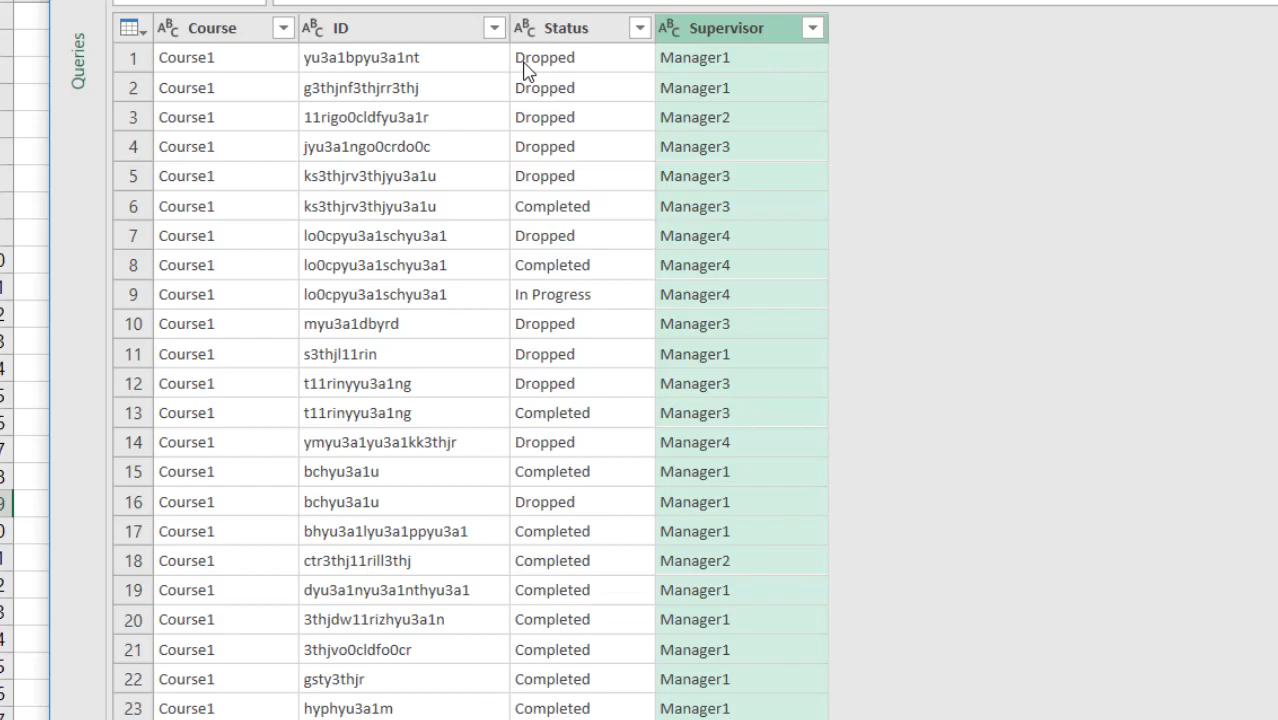 Queries
ABC Course ABC ID ABC Status ABC Supervisor
1 Course1 yu3a1bpyu3a1nt Dropped Manager1
2 Course1 g3thjnf3thjrr3thj Dropped Manager1
3 Course1 11rigo0cldfyu3a1r Dropped Manager2
4 Course1 jyu3a1ngo0crdo0c Dropped Manager3
5 Course1 ks3thjrv3thjyu3a1u Dropped Manager3
6 Course1 ks3thjrv3thjyu3a1u Completed Manager3
7 Course1 lo0cpyu3a1schyu3a1 Dropped Manager4
8 Course1 lo0cpyu3a1schyu3a1 Completed Manager4
9 Course1 lo0cpyu3a1schyu3a1 In Progress Manager4
10 Course1 myu3a1dbyrd Dropped Manager3
11 Course1 s3thjl11rin Dropped Manager1
12 Course1 t11rinyyu3a1ng Dropped Manager3
13 Course1 t11rinyyu3a1ng Completed Manager3
14 Course1 ymyu3a1yu3a1kk3thjr Dropped Manager4
15 Course1 bchyu3a1u Completed Manager1
16 Course1 bchyu3a1u Dropped Manager1
17 Course1 bhyu3a1lyu3a1ppyu3a1 Completed Manager1
18 Course1 ctr3thj11rill3thj Completed Manager2
19 Course1 dyu3a1nyu3a1nthyu3a1 Completed Manager1
20 Course1 3thjdw11rizhyu3a1n Completed Manager1
21 Course1 3thjvo0cldfo0cr Completed Manager1
22 Course1 gsty3thjr Completed Manager1
23 Course1 hyphyu3a1m Completed Manager1